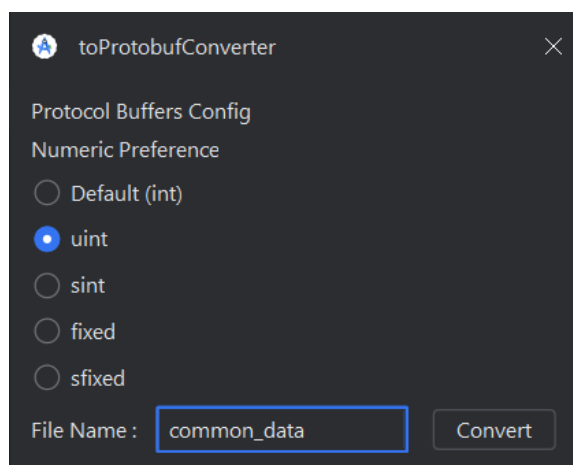 toProtobufConverter
Protocol Buffers Config
Numeric Preference
Default (int)
uint
sint
fixed
sfixed
File Name : common_data Convert